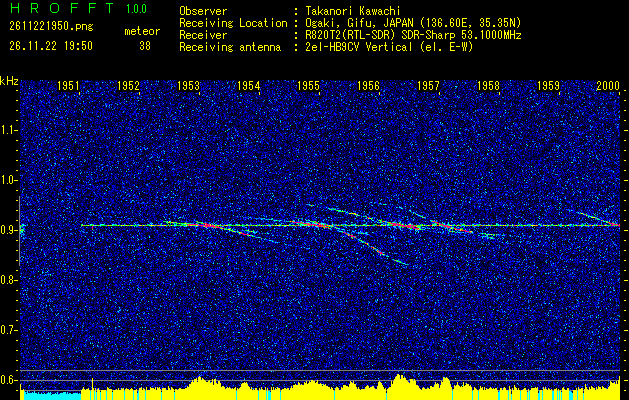 HROFFT 1.0.0
2611221950.png
meteor
26.11.22 19:50
38
Observer : Takanori Kawachi
Receiving Location : Ogaki, Gifu, JAPAN (136.60E, 35.35N)
Receiver : R820T2(RTL-SDR) SDR-Sharp 53.1000MHz
Receiving antenna : 2el-HB9CV Vertical (el. E-W)
kHz
1951 1952 1953 1954 1955 1956 1957 1958 1959 2000
1.1
1.0
0.9
0.8
0.7
0.6